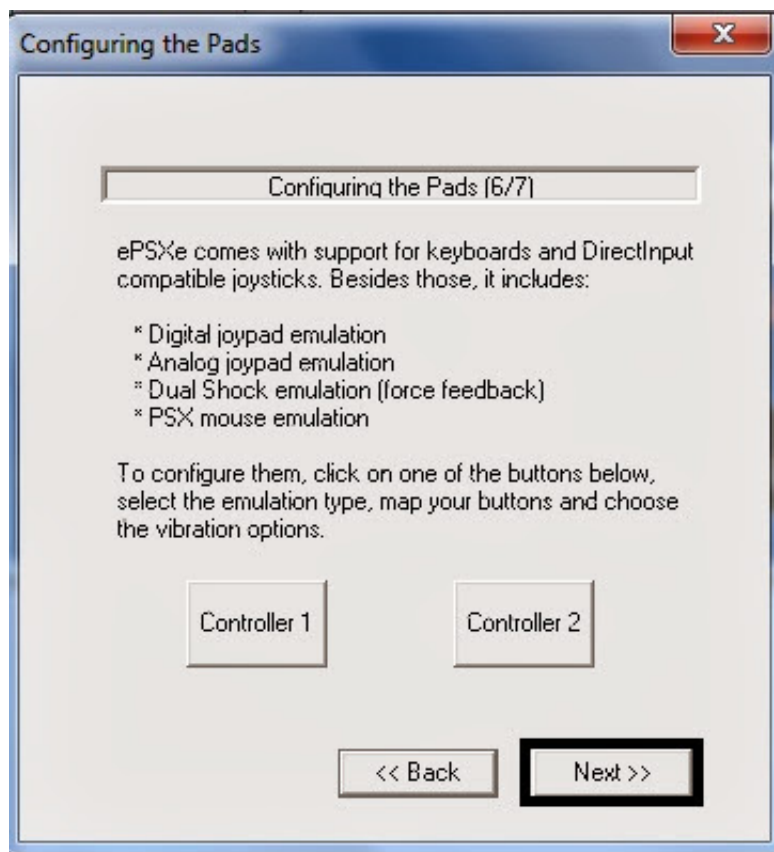 Configuring the Pads
X
Configuring the Pads (6/7)
ePSXe comes with support for keyboards and DirectInput
compatible joysticks. Besides those, it includes:
* Digital joypad emulation
* Analog joypad emulation
* Dual Shock emulation (force feedback)
* PSX mouse emulation
To configure them, click on one of the buttons below,
select the emulation type, map your buttons and choose
the vibration options.
Controller 1
Controller 2
<< Back
Next >>